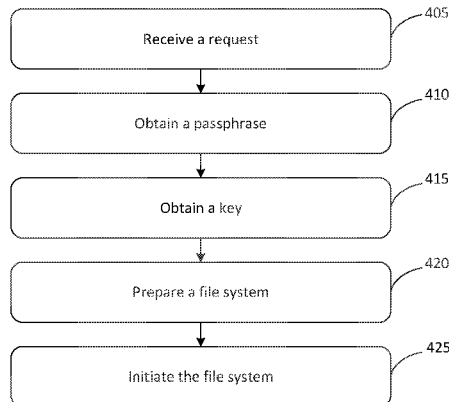 Receive a request
405
Obtain a passphrase
410
Obtain a key
415
Prepare a file system
420
Initiate the file system
425